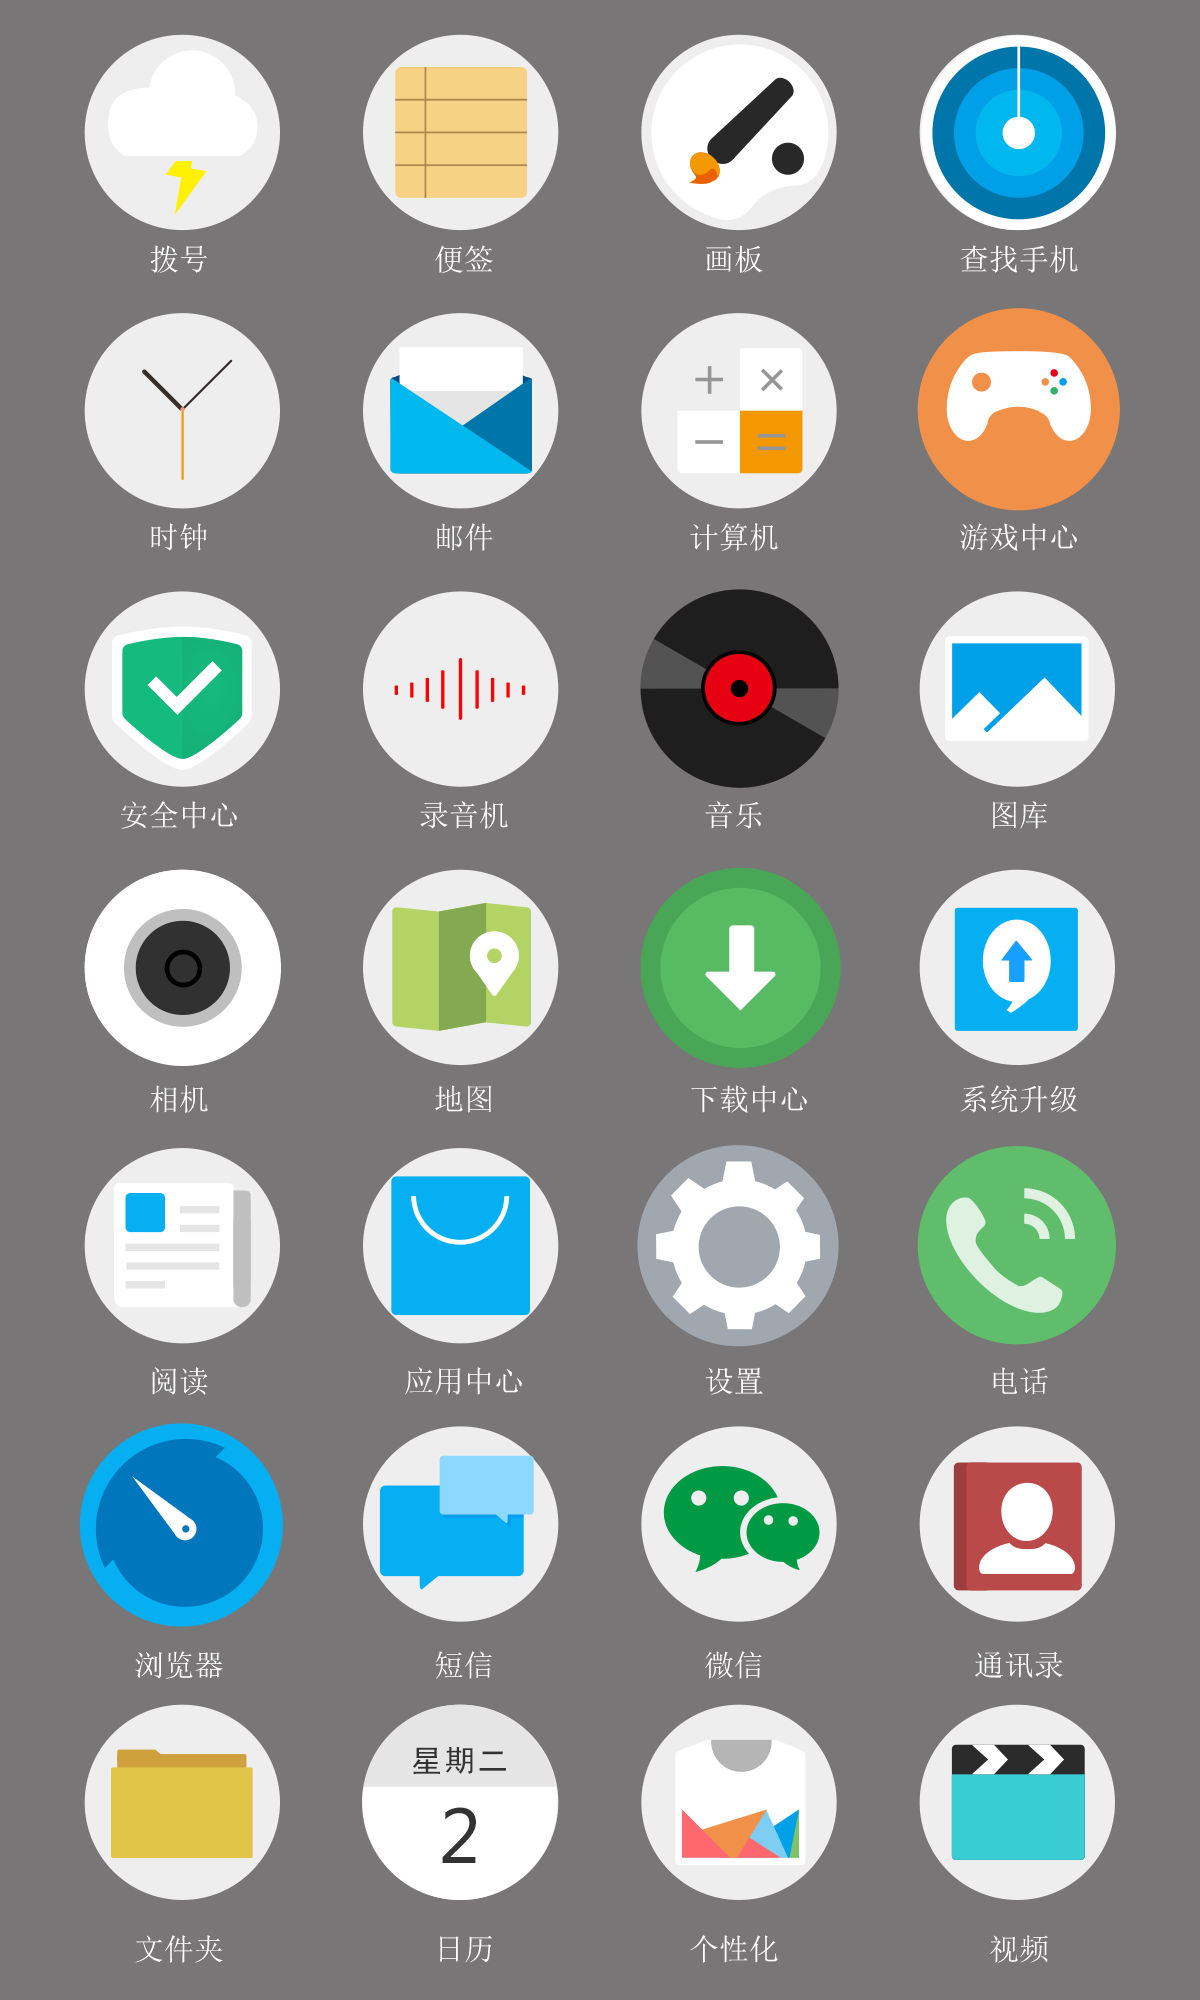 拨号 便签 画板 查找手机
时钟 邮件 计算机 游戏中心
安全中心 录音机 音乐 图库
相机 地图 下载中心 系统升级
阅读 应用中心 设置 电话
浏览器 短信 微信 通讯录
星期二
2
文件夹 日历 个性化 视频